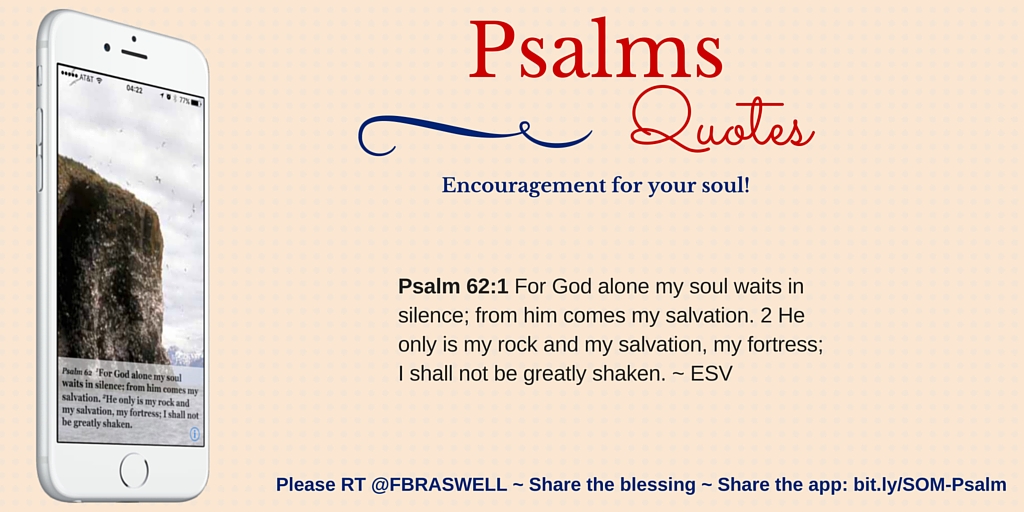 ●●●●● AT&T
04:22
77%
Psalm 62 ¹For God alone my soul
waits in silence; from him comes my
salvation. ²He only is my rock and
my salvation, my fortress; I shall not
be greatly shaken.
Psalms
Quotes
Encouragement for your soul!
Psalm 62:1 For God alone my soul waits in
silence; from him comes my salvation. 2 He
only is my rock and my salvation, my fortress;
I shall not be greatly shaken. ~ ESV
Please RT @FBRASWELL ~ Share the blessing ~ Share the app: bit.ly/SOM-Psalm